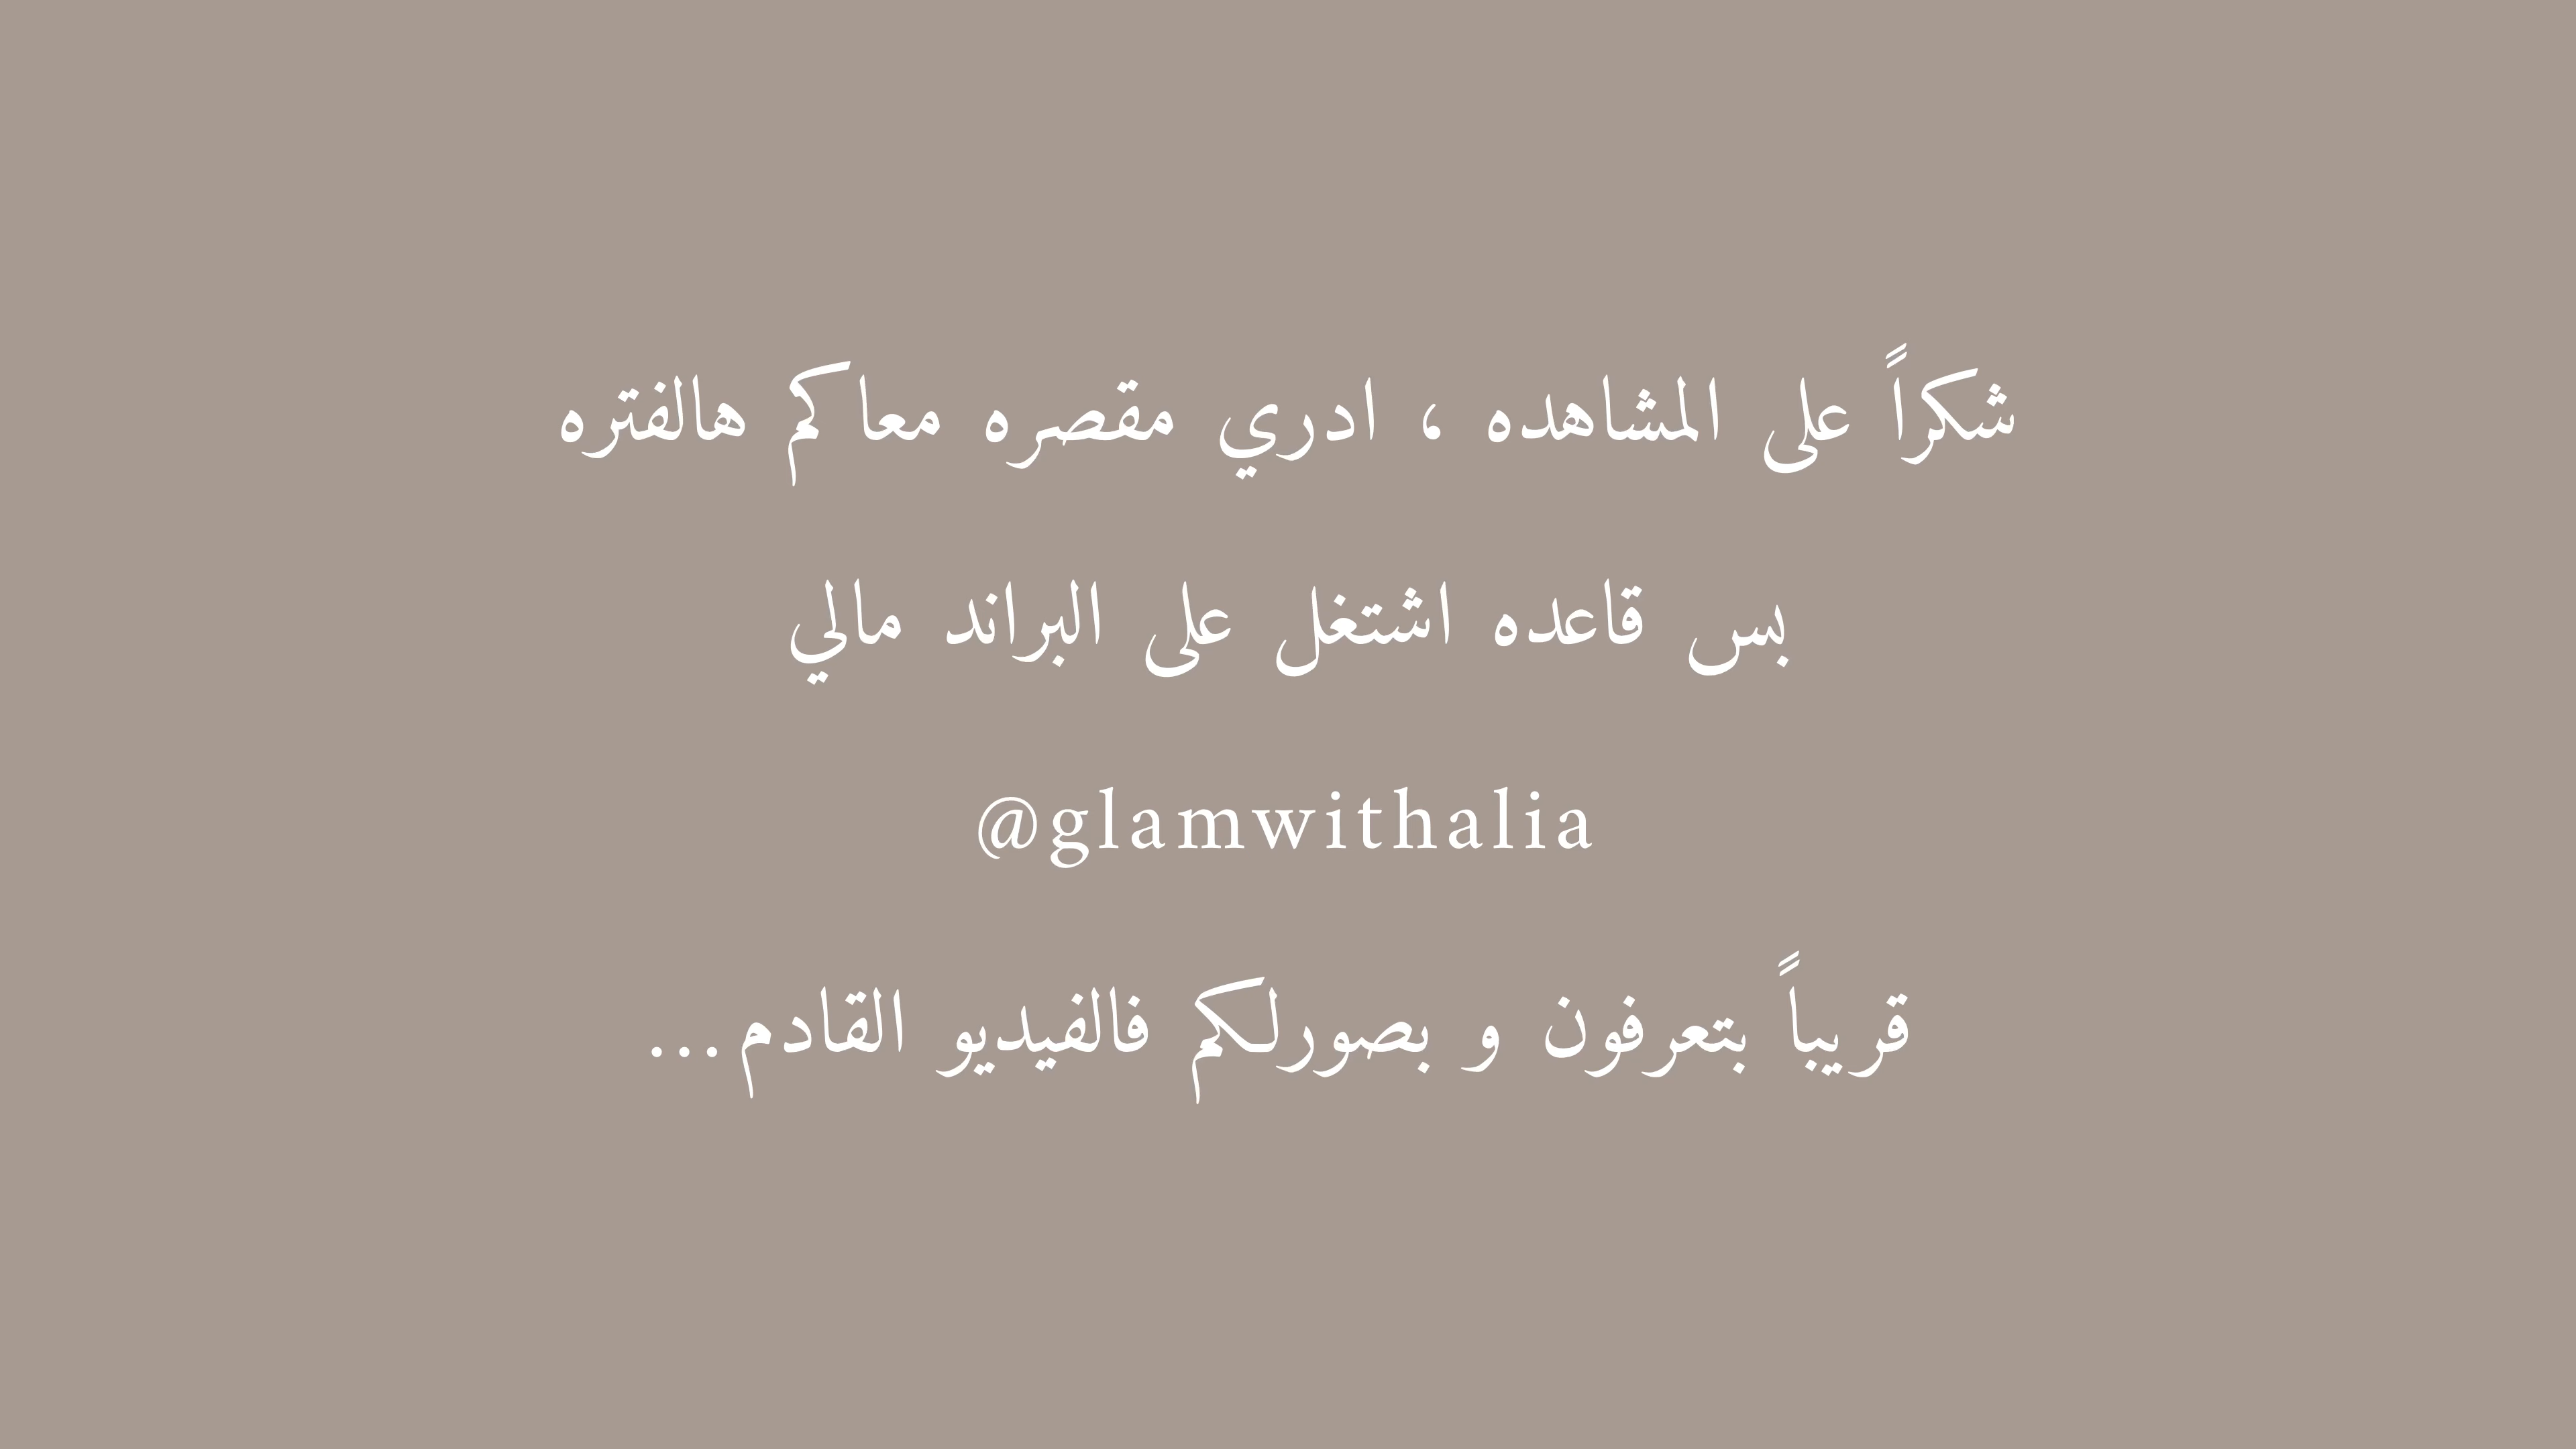 شكراً على المشاهده ، ادري مقصره معاكم هالفتره
بس قاعده اشتغل على البراند مالي
@glamwithalia
قريباً بتعرفون و بصورلكم فالفيديو القادم...